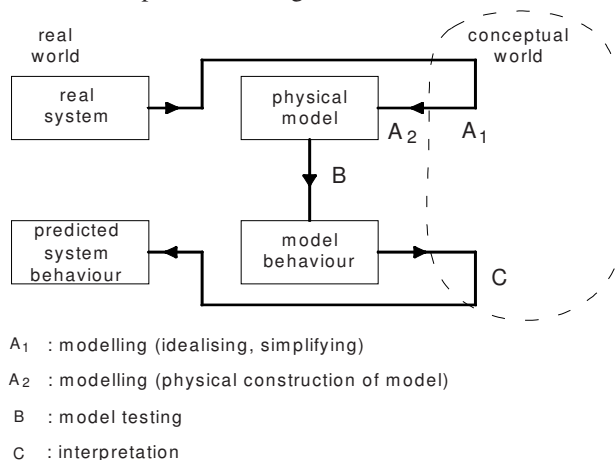 real
world
conceptual
world
real
system
physical
model
A2
A1
B
predicted
system
behaviour
model
behaviour
C
A1 : modelling (idealising, simplifying)
A2 : modelling (physical construction of model)
B : model testing
C : interpretation